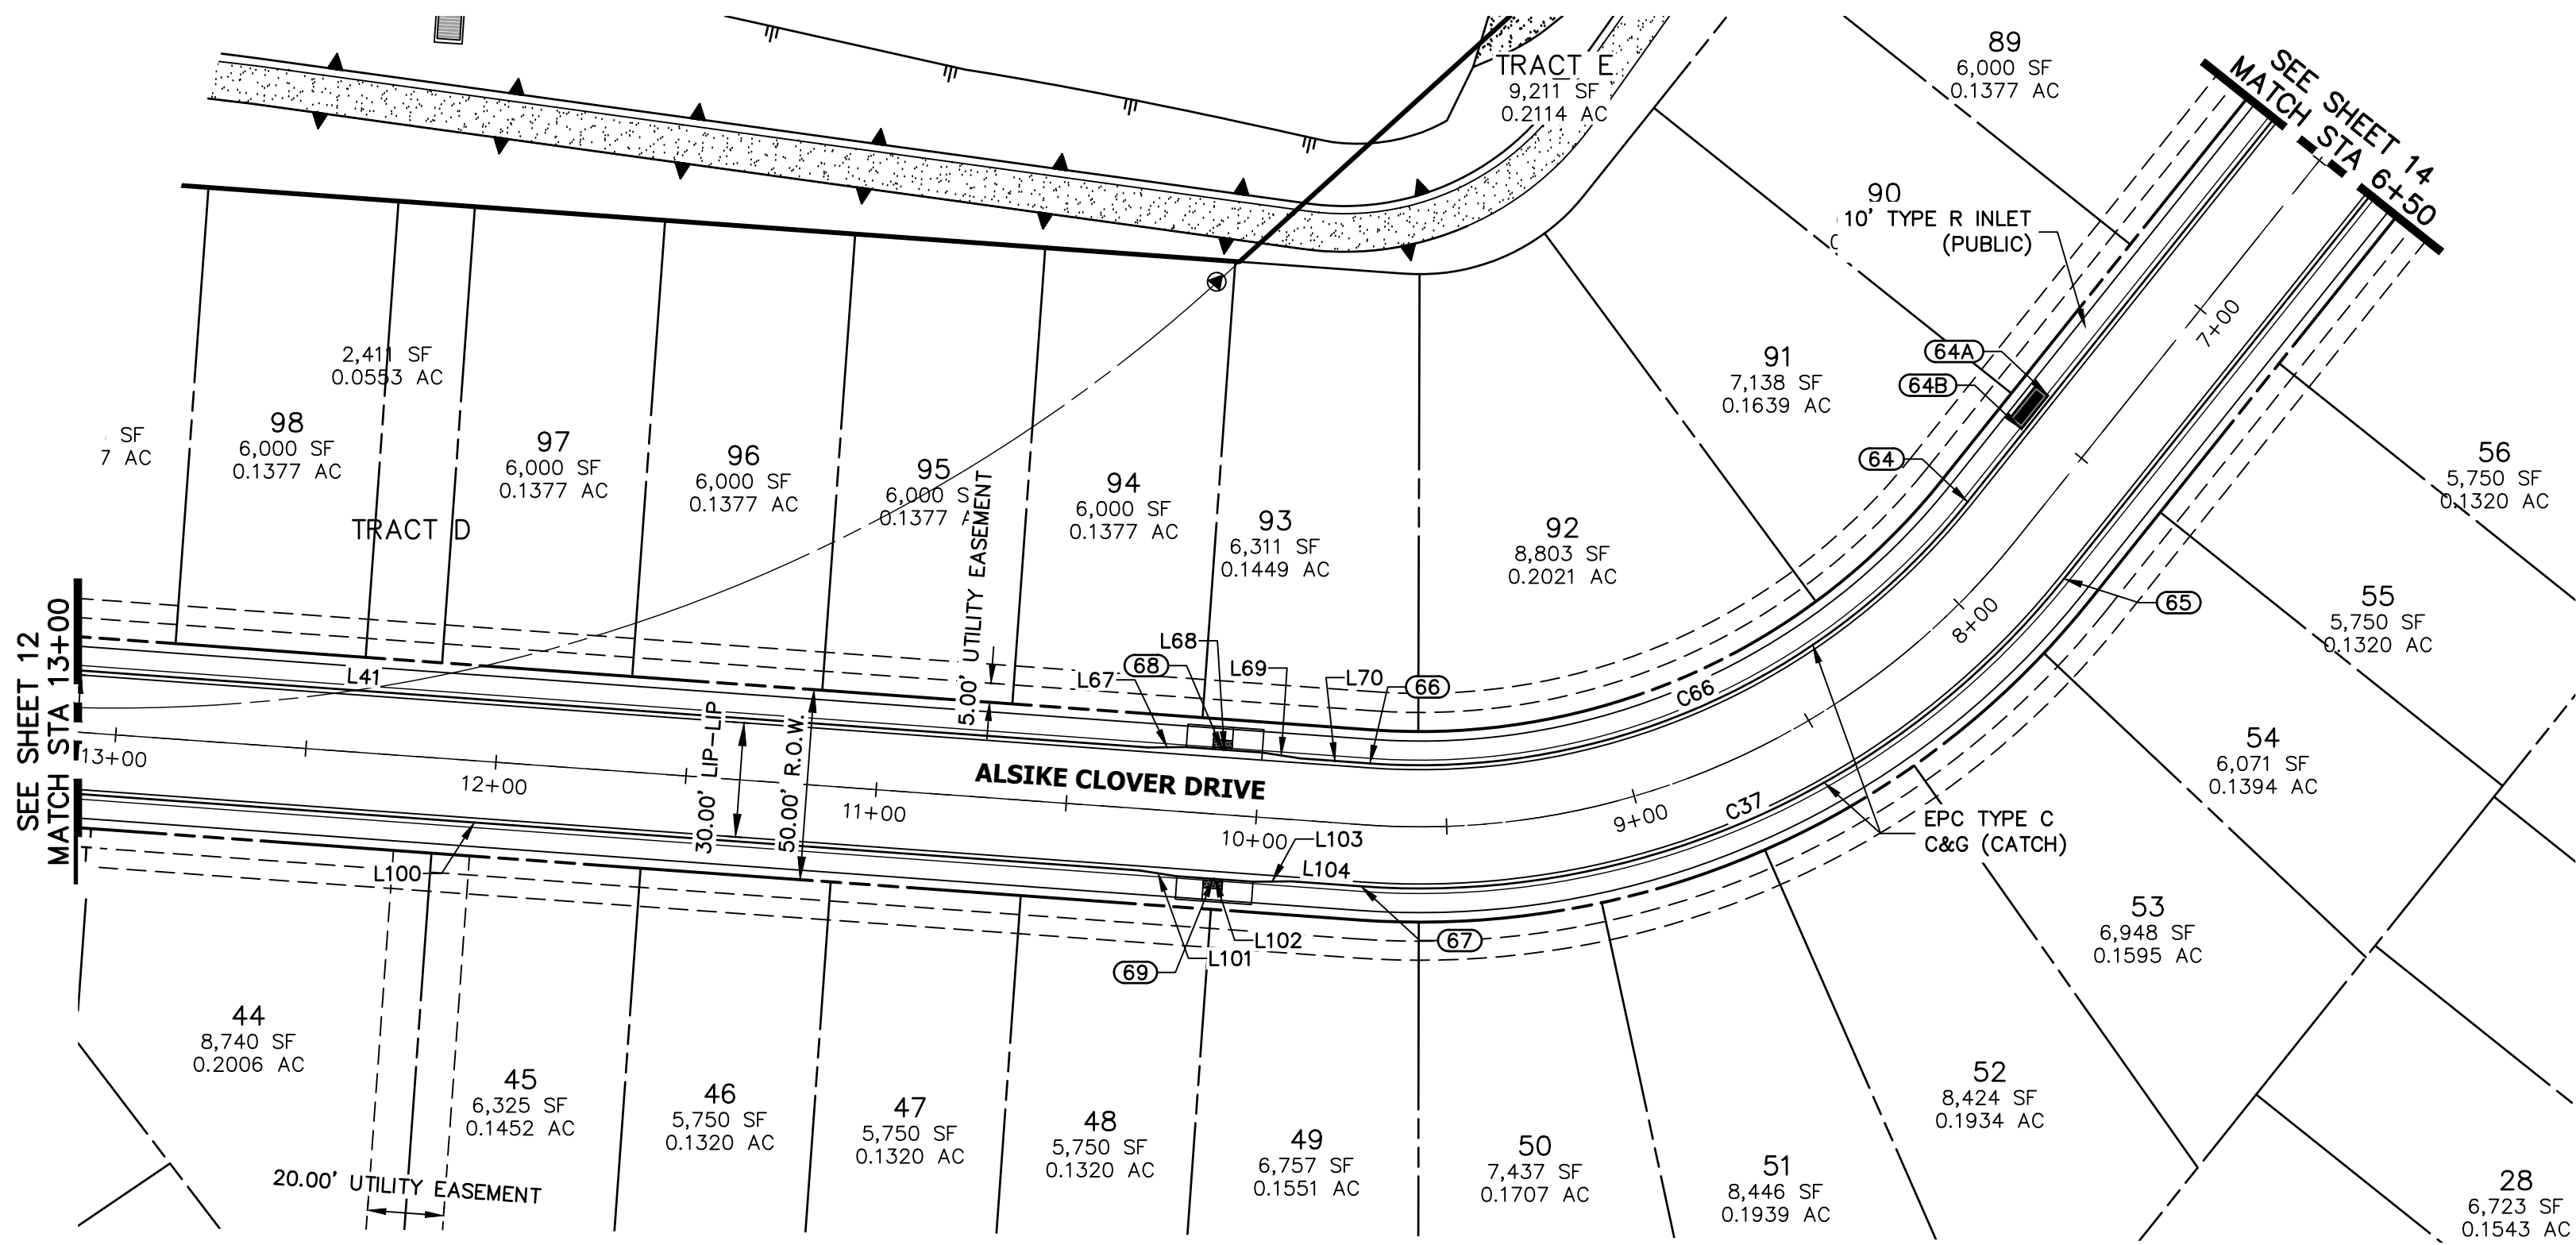 TRACT E
9,211 SF
0.2114 AC
89
6,000 SF
0.1377 AC
SEE SHEET 14
MATCH STA 6+50
90
10' TYPE R INLET
(PUBLIC)
7+00
64A
64B
91
7,138 SF
0.1639 AC
2,411 SF
0.0553 AC
98
6,000 SF
0.1377 AC
SF
7 AC
97
6,000 SF
0.1377 AC
96
6,000 SF
0.1377 AC
95
6,000 S
0.1377 A
94
6,000 SF
0.1377 AC
93
6,311 SF
0.1449 AC
92
8,803 SF
0.2021 AC
64
56
5,750 SF
0.1320 AC
TRACT D
5.00' UTILITY EASEMENT
55
5,750 SF
0.1320 AC
65
8+00
SEE SHEET 12
MATCH STA 13+00
L41
L67
68
L68
L69
L70
66
C66
30.00' LIP-LIP
50.00' R.O.W.
ALSIKE CLOVER DRIVE
13+00
12+00
11+00
10+00
9+00
C37
54
6,071 SF
0.1394 AC
EPC TYPE C
C&G (CATCH)
L103
L104
L100
L102
L101
69
67
53
6,948 SF
0.1595 AC
44
8,740 SF
0.2006 AC
45
6,325 SF
0.1452 AC
46
5,750 SF
0.1320 AC
47
5,750 SF
0.1320 AC
48
5,750 SF
0.1320 AC
49
6,757 SF
0.1551 AC
50
7,437 SF
0.1707 AC
51
8,446 SF
0.1939 AC
52
8,424 SF
0.1934 AC
28
6,723 SF
0.1543 AC
20.00' UTILITY EASEMENT